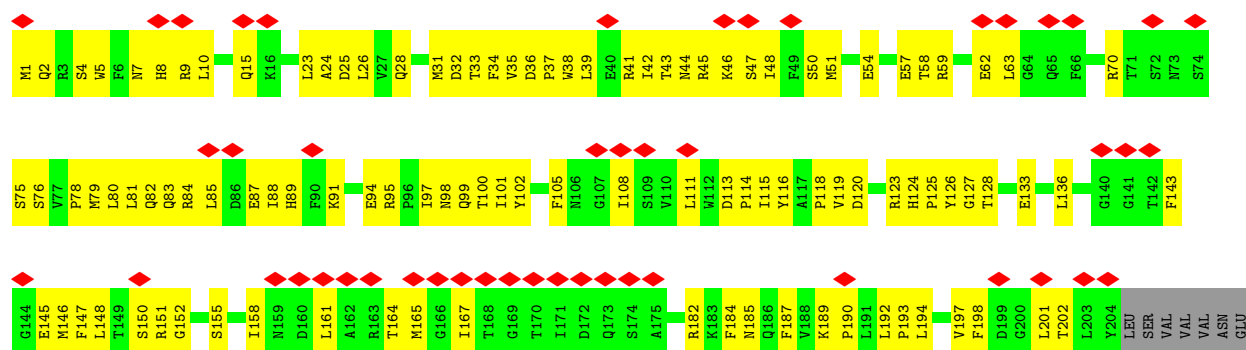 M1 Q2 R3 S4 W5 F6 N7 H8 R9 L10 Q15 K16 L23 A24 D25 L26 V27 Q28 M31 D32 T33 F34 V35 D36 P37 W38 L39 E40 R41 I42 T43 N44 R45 K46 S47 I48 F49 S50 M51 E54 E57 T58 R59 E62 L63 G64 Q65 F66 R70 T71 S72 N73 S74
S75 S76 V77 P78 M79 L80 L81 Q82 Q83 R84 L85 D86 E87 I88 H89 F90 K91 E94 R95 P96 I97 N98 Q99 T100 I101 Y102 F105 N106 G107 I108 S109 V110 L111 W112 D113 P114 I115 Y116 A117 P118 V119 D120 R123 H124 P125 Y126 G127 T128 E133 L136 G140 G141 T142 F143
G144 E145 M146 F147 L148 T149 S150 R151 G152 S155 I158 N159 D160 L161 A162 R163 T164 M165 G166 I167 T168 G169 T170 I171 D172 Q173 S174 A175 R182 K183 F184 N185 Q186 F187 V188 K189 P190 L191 L192 P193 L194 V197 F198 D199 G200 L201 T202 L203 Y204 LEU SER VAL VAL VAL ASN GLU